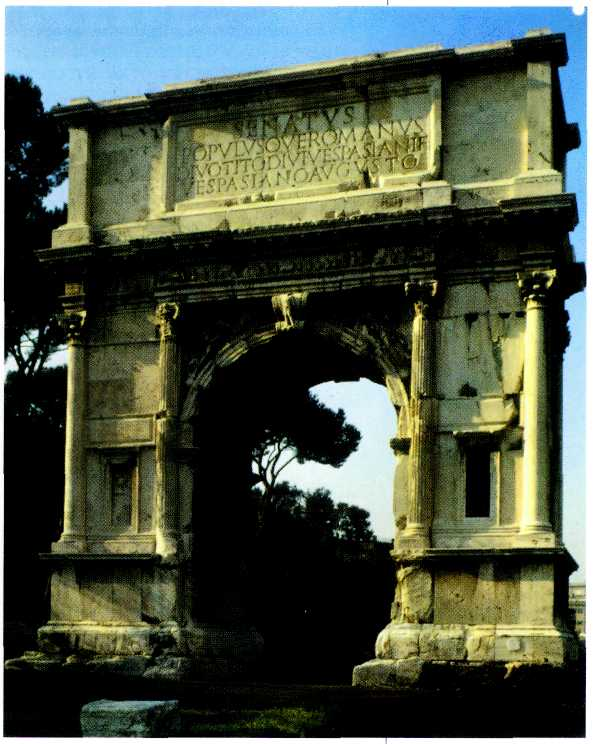 SENATVS
POPVLVSQVEROMANVS
DIVOTITODIVIVESPASIANIF
VESPASIANOAVGVSTO